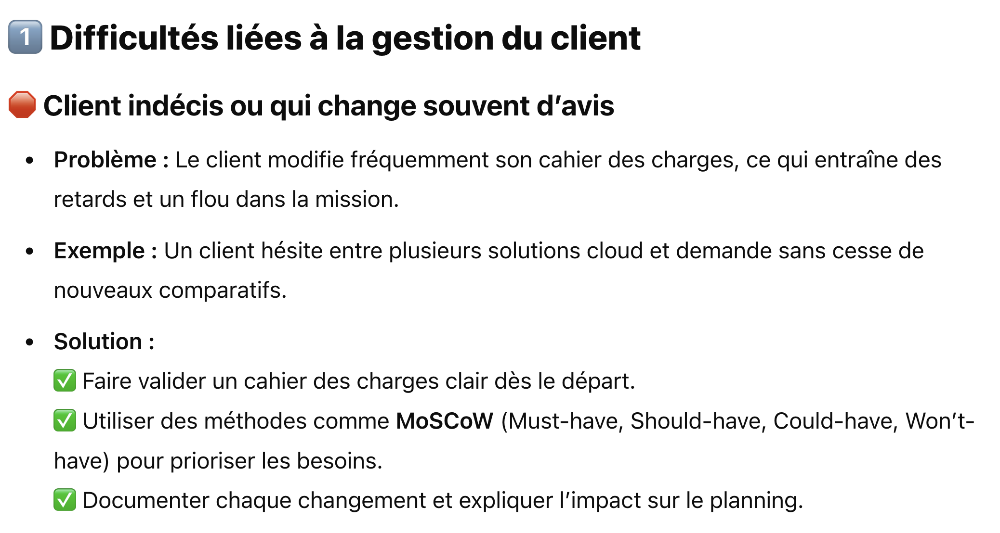 1️⃣ Difficultés liées à la gestion du client
🛑 Client indécis ou qui change souvent d’avis
• Problème : Le client modifie fréquemment son cahier des charges, ce qui entraîne des
retards et un flou dans la mission.
• Exemple : Un client hésite entre plusieurs solutions cloud et demande sans cesse de
nouveaux comparatifs.
• Solution :
✅ Faire valider un cahier des charges clair dès le départ.
✅ Utiliser des méthodes comme MoSCoW (Must-have, Should-have, Could-have, Won’t-
have) pour prioriser les besoins.
✅ Documenter chaque changement et expliquer l’impact sur le planning.